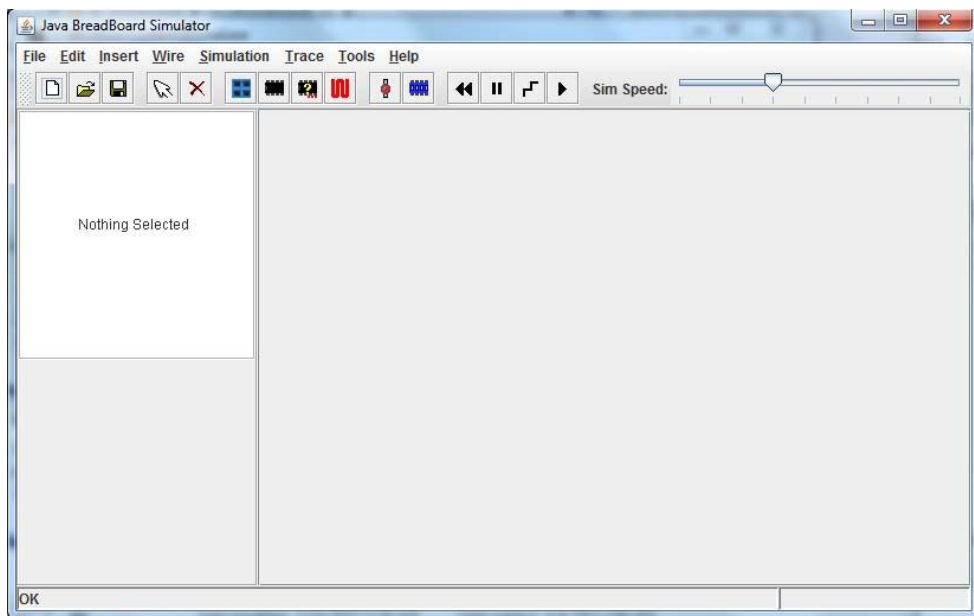 Java BreadBoard Simulator
File Edit Insert Wire Simulation Trace Tools Help
Sim Speed:
Nothing Selected
OK